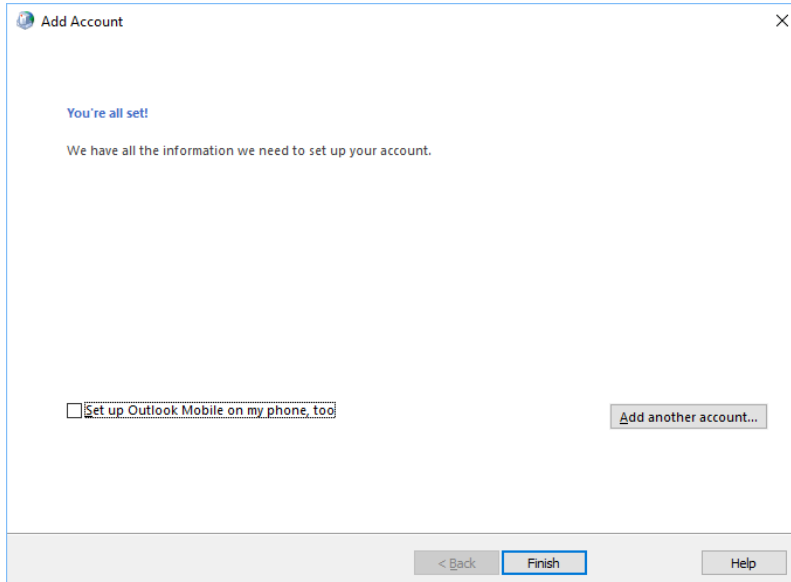 Add Account
You're all set!
We have all the information we need to set up your account.
Set up Outlook Mobile on my phone, too
Add another account...
< Back Finish Help